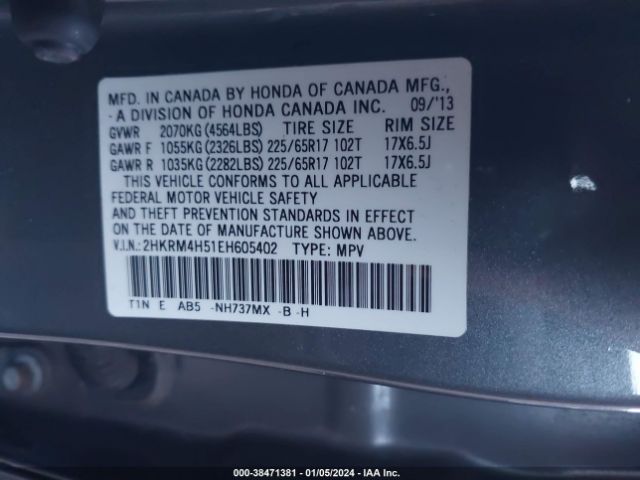 MFD. IN CANADA BY HONDA OF CANADA MFG.,
-A DIVISION OF HONDA CANADA INC. 09/'13
GVWR 2070KG(4564LBS) TIRE SIZE RIM SIZE
GAWR F 1055KG(2326LBS)225/65R17 102T 17X6.5J
GAWR R 1035KG(2282LBS)225/65R17 102T 17X6.5J
THIS VEHICLE CONFORMS TO ALL APPLICABLE
FEDERAL MOTOR VEHICLE SAFETY
AND THEFT PREVENTION STANDARDS IN EFFECT
ON THE DATE OF MANUFACTURE SHOWN ABOVE.
V.I.N.:2HKRM4H51EH605402 TYPE: MPV
T1N E AB5 -NH737MX -B -H
000-38471381 - 01/05/2024 - IAA Inc.